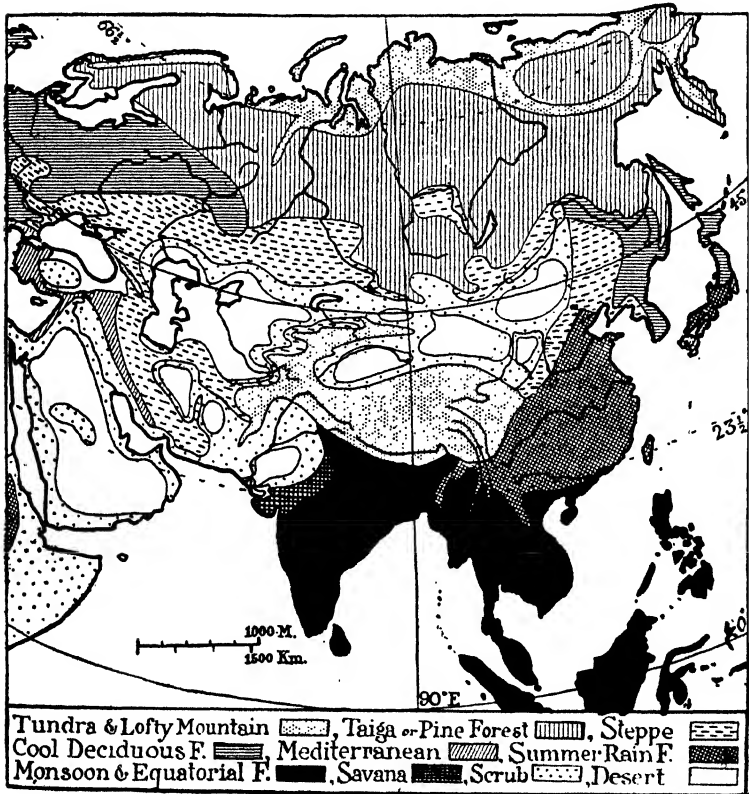 66½°
45
23½°
0°
1000 M.
1500 Km.
90°E
Tundra & Lofty Mountain , Taiga or Pine Forest , Steppe
Cool Deciduous F. , Mediterranean , Summer Rain F.
Monsoon & Equatorial F. , Savana , Scrub , Desert